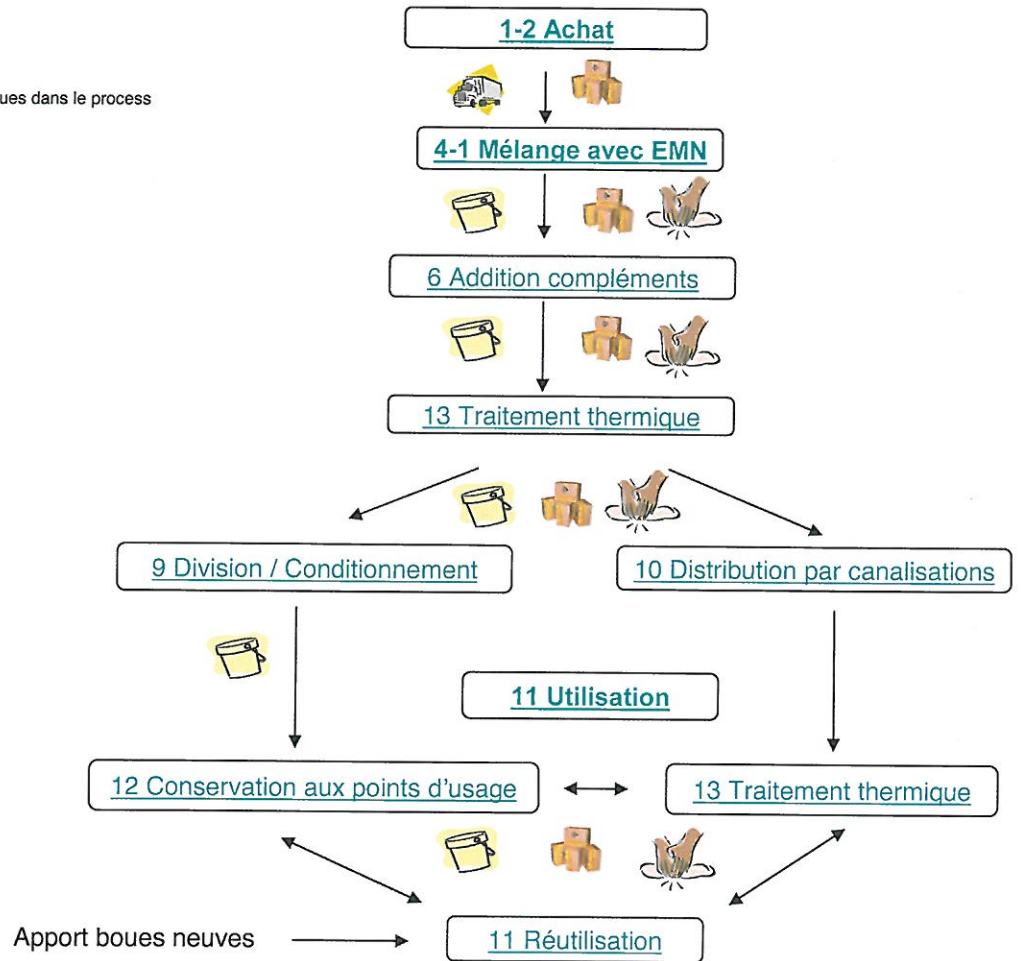 1-2 Achat
ues dans le process
4-1 Mélange avec EMN
6 Addition compléments
13 Traitement thermique
9 Division / Conditionnement
10 Distribution par canalisations
11 Utilisation
12 Conservation aux points d'usage
13 Traitement thermique
Apport boues neuves
11 Réutilisation